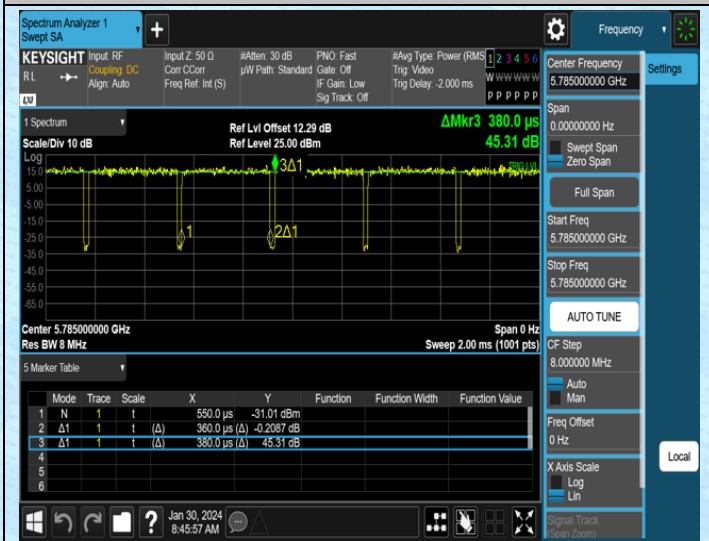 Spectrum Analyzer 1
Swept SA
Frequency
KEYSIGHT
RL
LXI
Input: RF
Coupling: DC
Align: Auto
Input Z: 50 Ω
Corr CCorr
Freq Ref: Int (S)
#Atten: 30 dB
µW Path: Standard
PNO: Fast
Gate: Off
IF Gain: Low
Sig Track: Off
#Avg Type: Power (RMS
Trig: Video
Trig Delay: -2.000 ms
1 2 3 4 5 6
W W W W W W
P P P P P P
1 Spectrum
Scale/Div 10 dB
Ref Lvl Offset 12.29 dB
Ref Level 25.00 dBm
ΔMkr3 380.0 µs
45.31 dB
Log
15.0
5.00
-5.00
-15.0
-25.0
-35.0
-45.0
-55.0
-65.0
3Δ1
TRIG LVL
1
2Δ1
Center 5.785000000 GHz
Res BW 8 MHz
Span 0 Hz
Sweep 2.00 ms (1001 pts)
5 Marker Table
Mode Trace Scale X Y Function Function Width Function Value
1 N 1 t 550.0 µs -31.01 dBm
2 Δ1 1 t (Δ) 360.0 µs (Δ) -0.2087 dB
3 Δ1 1 t (Δ) 380.0 µs (Δ) 45.31 dB
4
5
6
Jan 30, 2024
8:45:57 AM
Center Frequency
5.785000000 GHz
Settings
Span
0.00000000 Hz
Swept Span
Zero Span
Full Span
Start Freq
5.785000000 GHz
Stop Freq
5.785000000 GHz
AUTO TUNE
CF Step
8.000000 MHz
Auto
Man
Freq Offset
0 Hz
X Axis Scale
Log
Lin
Local
Signal Track
(Span Zoom)